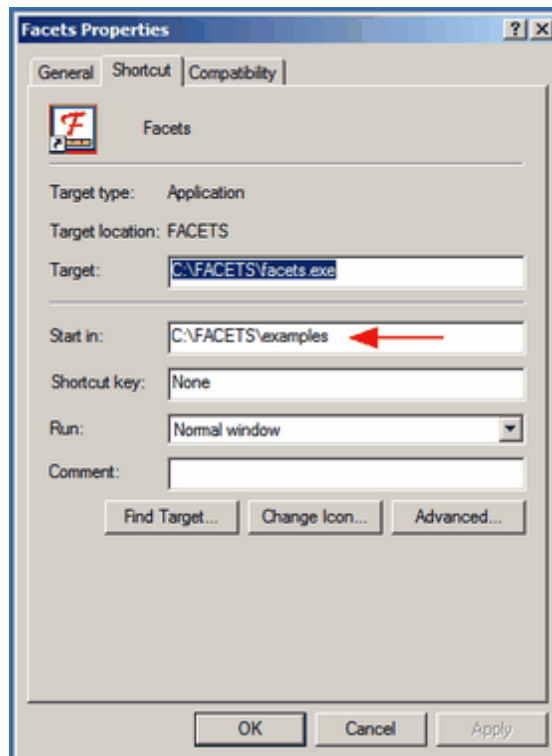 Facets Properties
General Shortcut Compatibility
F
Facets
Target type: Application
Target location: FACETS
Target: C:\FACETS\facets.exe
Start in: C:\FACETS\examples
Shortcut key: None
Run: Normal window
Comment:
Find Target... Change Icon... Advanced...
OK Cancel Apply